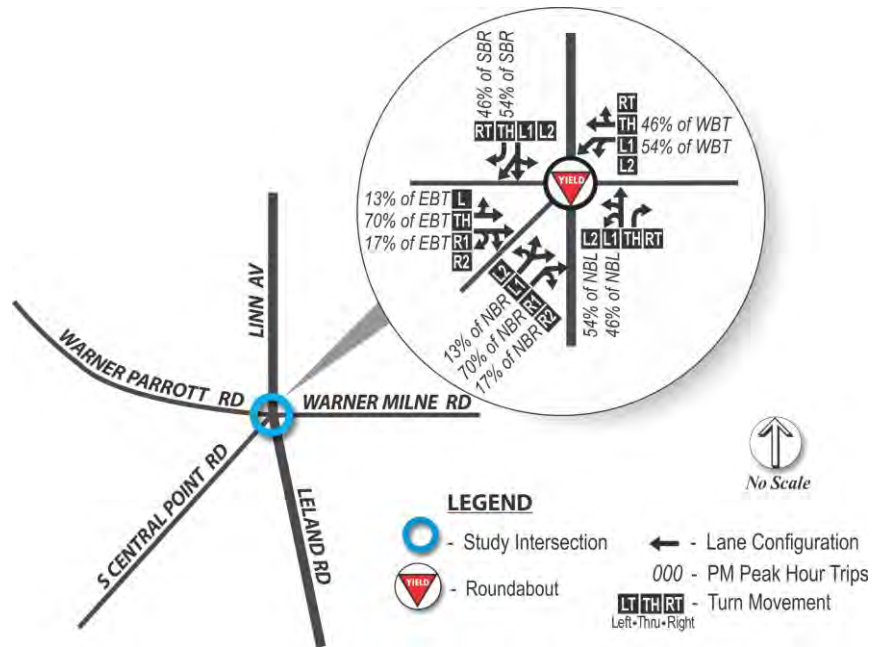 46% of SBR
54% of SBR
RT TH L1 L2
RT
TH 46% of WBT
L1 54% of WBT
L2
YIELD
13% of EBT L
70% of EBT TH
17% of EBT R1
R2
L2 L1 TH RT
54% of NBL
46% of NBL
L2 L1 R1 R2
13% of NBR
70% of NBR
17% of NBR
LINN AV
WARNER PARROTT RD
WARNER MILNE RD
S CENTRAL POINT RD
LELAND RD
No Scale
LEGEND
- Study Intersection
YIELD - Roundabout
- Lane Configuration
000 - PM Peak Hour Trips
LT TH RT - Turn Movement
Left•Thru•Right